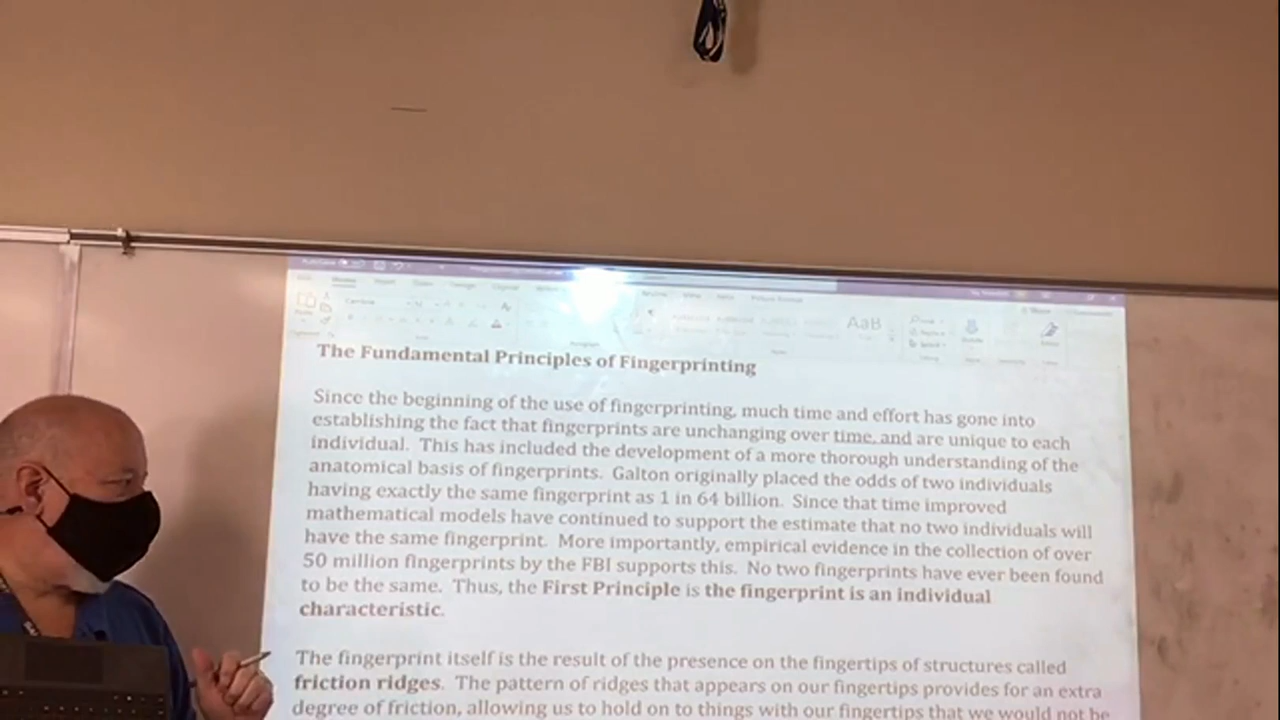 AaB
The Fundamental Principles of Fingerprinting
Since the beginning of the use of fingerprinting, much time and effort has gone into
establishing the fact that fingerprints are unchanging over time, and are unique to each
individual. This has included the development of a more thorough understanding of the
anatomical basis of fingerprints. Galton originally placed the odds of two individuals
having exactly the same fingerprint as 1 in 64 billion. Since that time improved
mathematical models have continued to support the estimate that no two individuals will
have the same fingerprint. More importantly, empirical evidence in the collection of over
50 million fingerprints by the FBI supports this. No two fingerprints have ever been found
to be the same. Thus, the First Principle is the fingerprint is an individual
characteristic.
The fingerprint itself is the result of the presence on the fingertips of structures called
friction ridges. The pattern of ridges that appears on our fingertips provides for an extra
degree of friction, allowing us to hold on to things with our fingertips that we would not be